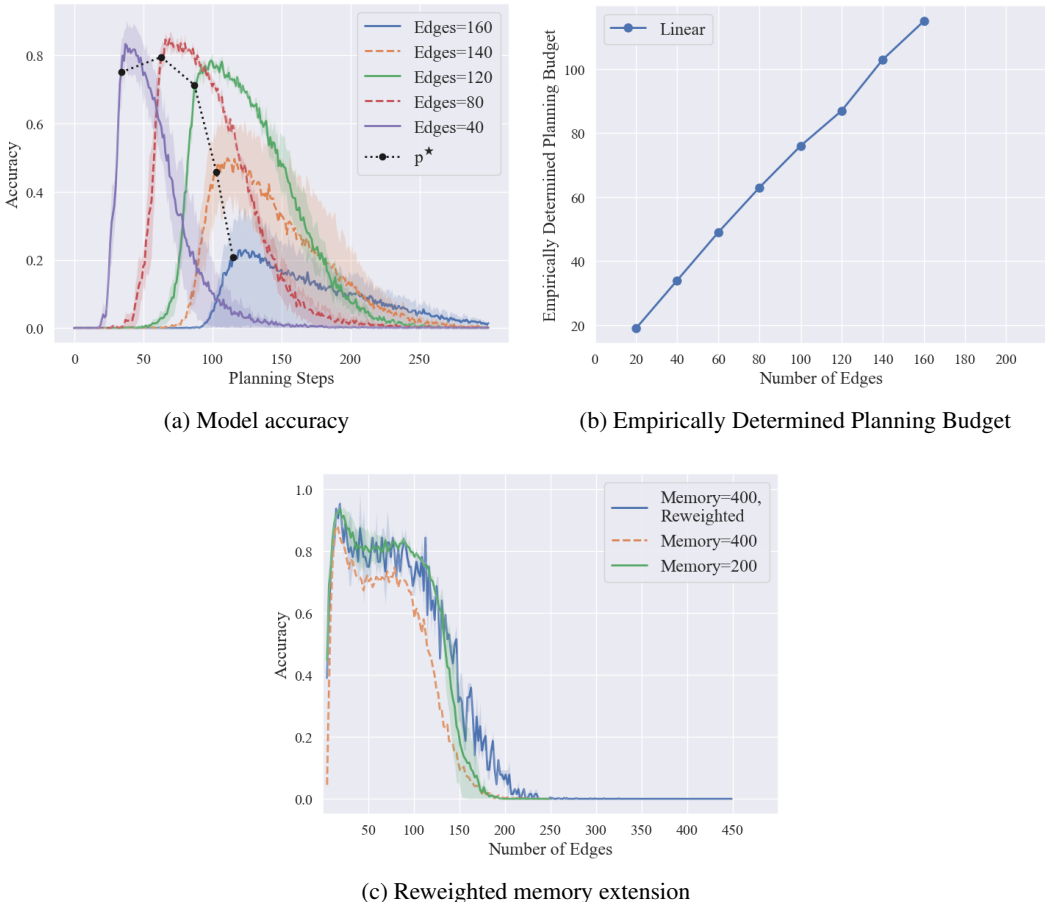 Edges=160
Edges=140
Edges=120
Edges=80
Edges=40
p★
0.8
0.6
0.4
0.2
0.0
Accuracy
0 50 100 150 200 250
Planning Steps
(a) Model accuracy
Linear
100
80
60
40
20
Empirically Determined Planning Budget
0 20 40 60 80 100 120 140 160 180 200
Number of Edges
(b) Empirically Determined Planning Budget
Memory=400,
Reweighted
Memory=400
Memory=200
1.0
0.8
0.6
0.4
0.2
0.0
Accuracy
50 100 150 200 250 300 350 400 450
Number of Edges
(c) Reweighted memory extension